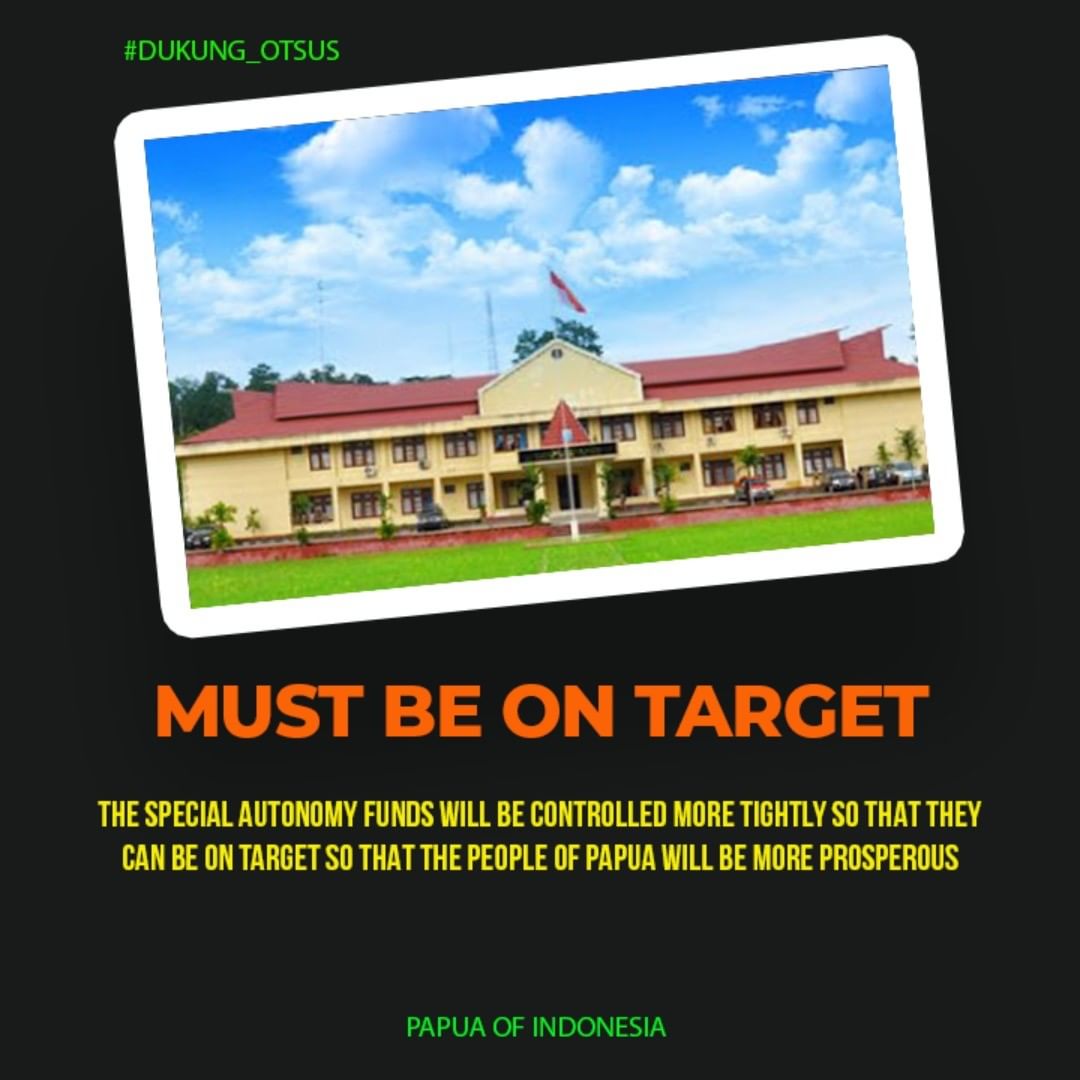 #DUKUNG_OTSUS
MUST BE ON TARGET
THE SPECIAL AUTONOMY FUNDS WILL BE CONTROLLED MORE TIGHTLY SO THAT THEY
CAN BE ON TARGET SO THAT THE PEOPLE OF PAPUA WILL BE MORE PROSPEROUS
PAPUA OF INDONESIA